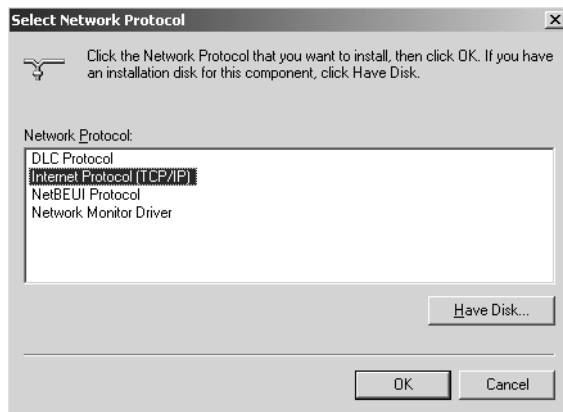 Select Network Protocol
Click the Network Protocol that you want to install, then click OK. If you have
an installation disk for this component, click Have Disk.
Network Protocol:
DLC Protocol
Internet Protocol (TCP/IP)
NetBEUI Protocol
Network Monitor Driver
Have Disk...
OK
Cancel